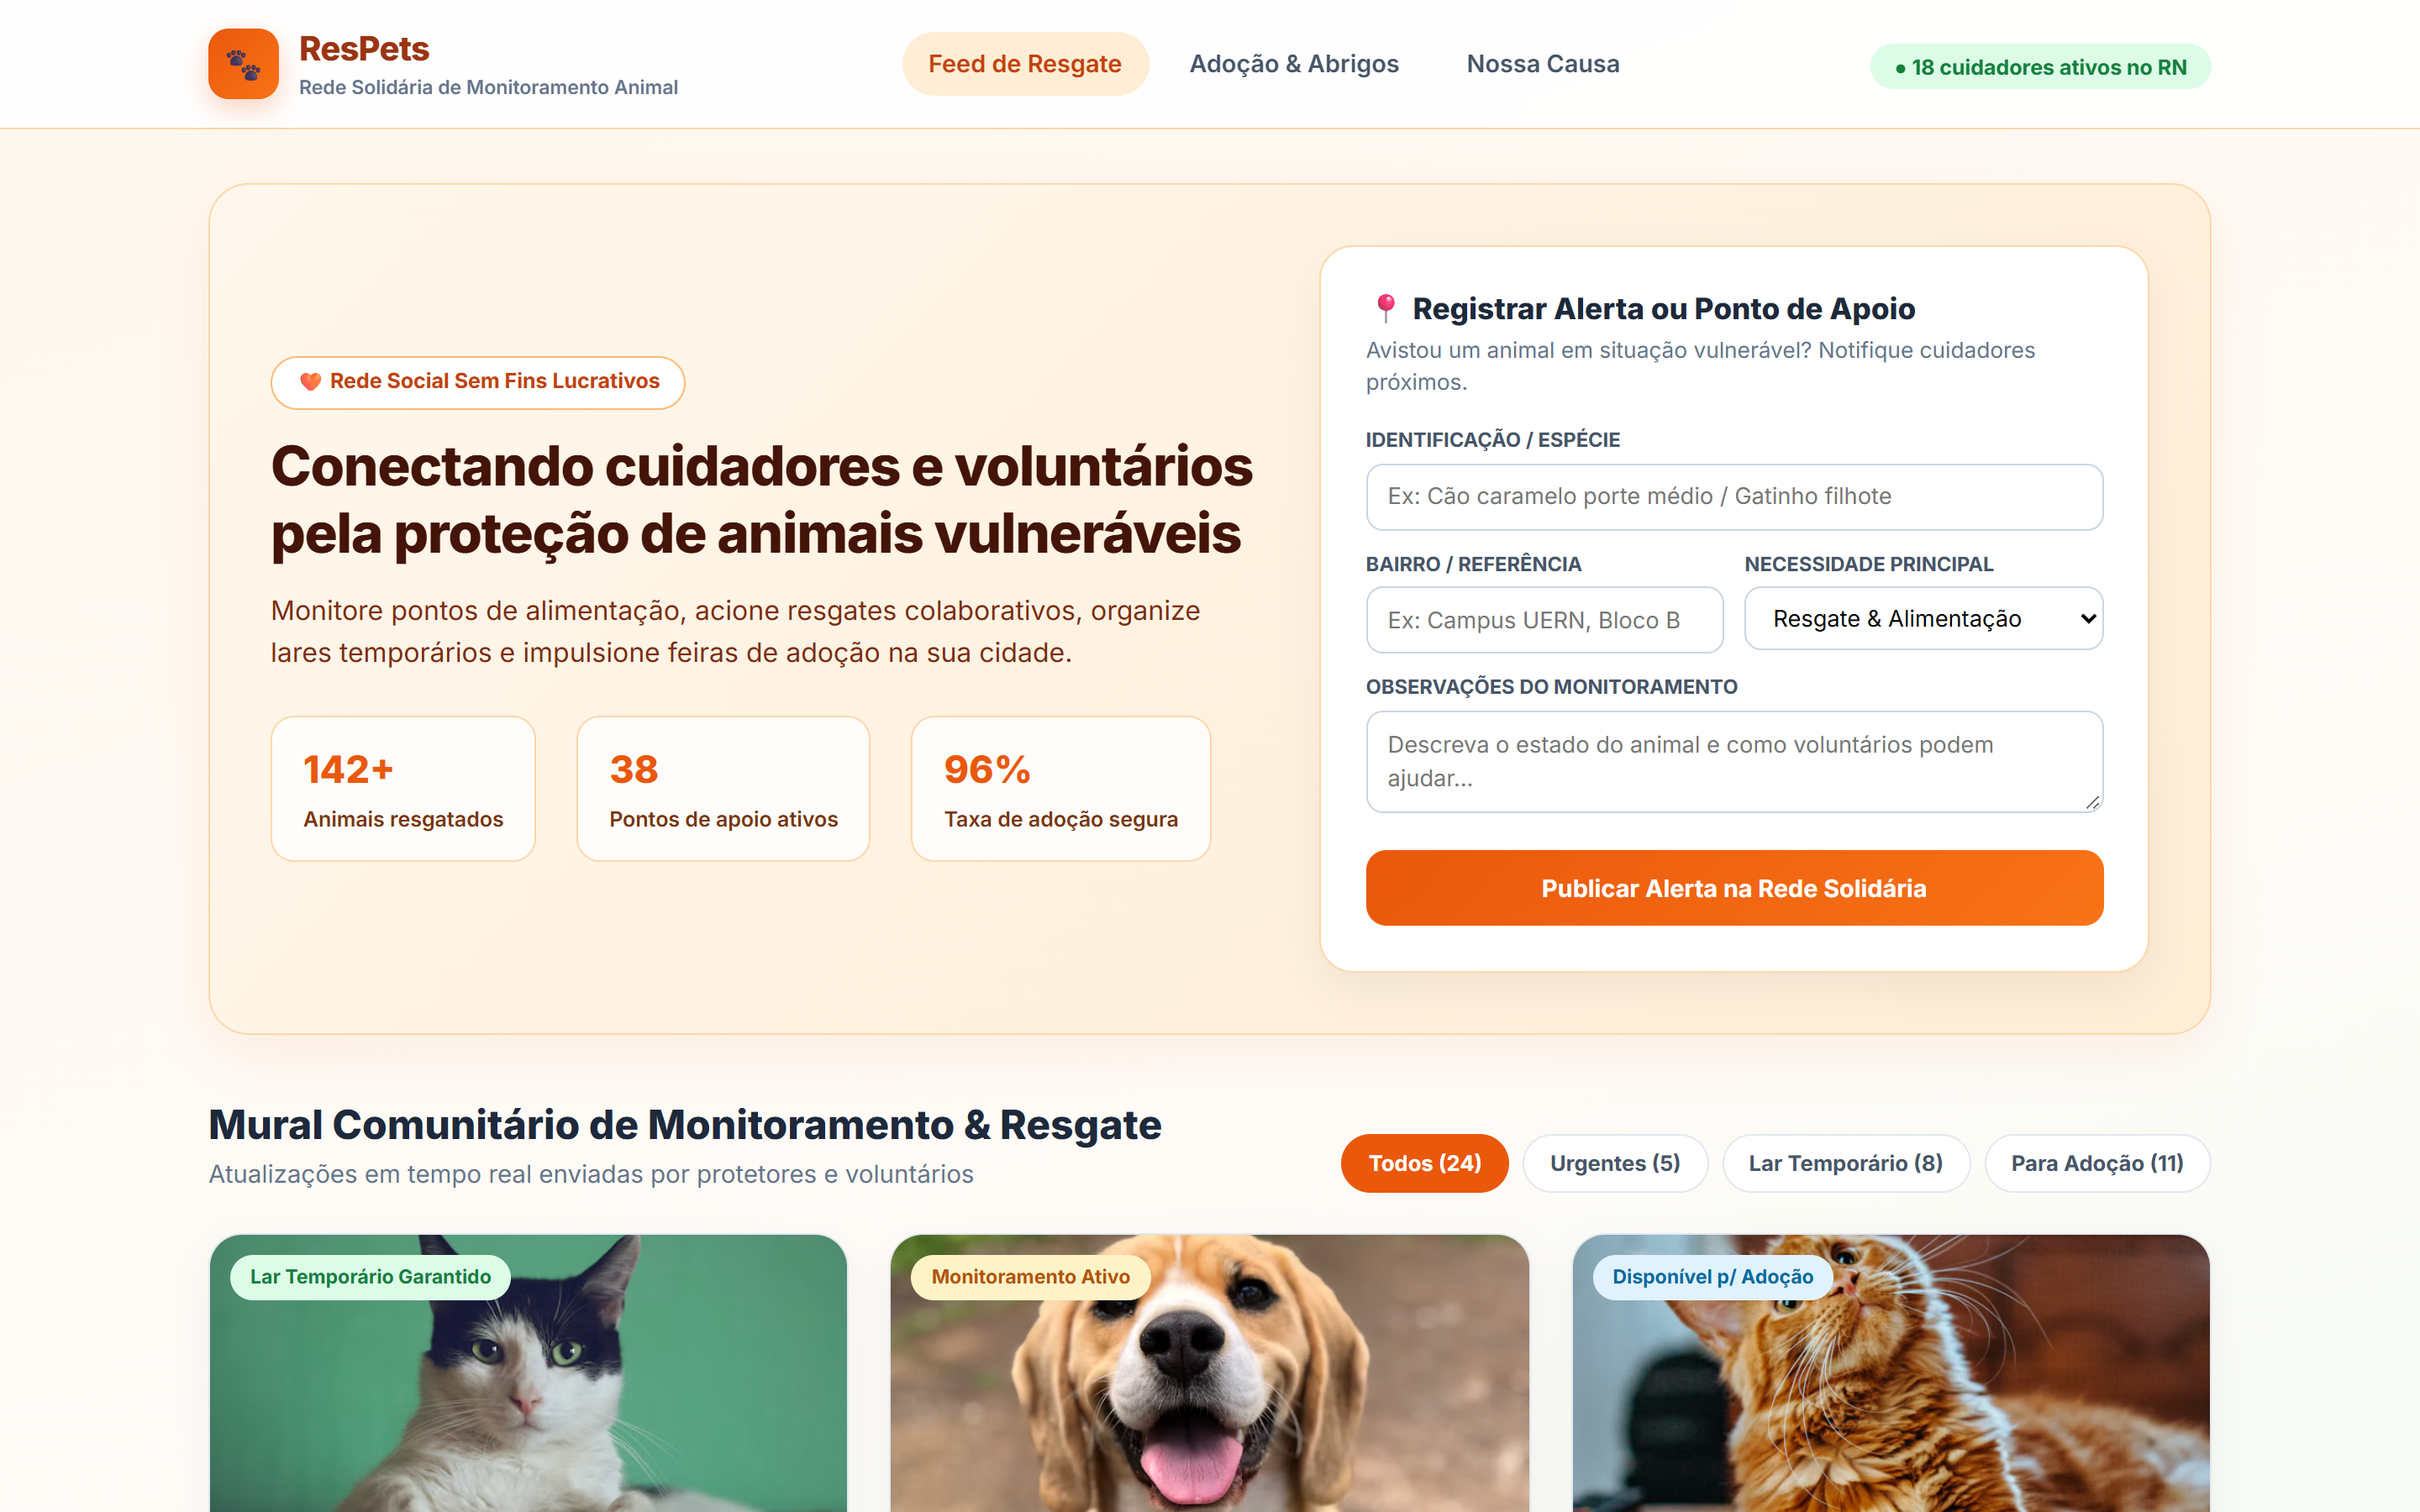 ResPets
Rede Solidária de Monitoramento Animal
Feed de Resgate
Adoção & Abrigos
Nossa Causa
● 18 cuidadores ativos no RN
🧡 Rede Social Sem Fins Lucrativos
Conectando cuidadores e voluntários
pela proteção de animais vulneráveis
Monitore pontos de alimentação, acione resgates colaborativos, organize
lares temporários e impulsione feiras de adoção na sua cidade.
142+
Animais resgatados
38
Pontos de apoio ativos
96%
Taxa de adoção segura
📍 Registrar Alerta ou Ponto de Apoio
Avistou um animal em situação vulnerável? Notifique cuidadores
próximos.
IDENTIFICAÇÃO / ESPÉCIE
Ex: Cão caramelo porte médio / Gatinho filhote
BAIRRO / REFERÊNCIA
Ex: Campus UERN, Bloco B
NECESSIDADE PRINCIPAL
Resgate & Alimentação
OBSERVAÇÕES DO MONITORAMENTO
Descreva o estado do animal e como voluntários podem
ajudar...
Publicar Alerta na Rede Solidária
Mural Comunitário de Monitoramento & Resgate
Atualizações em tempo real enviadas por protetores e voluntários
Todos (24)
Urgentes (5)
Lar Temporário (8)
Para Adoção (11)
Lar Temporário Garantido
Monitoramento Ativo
Disponível p/ Adoção